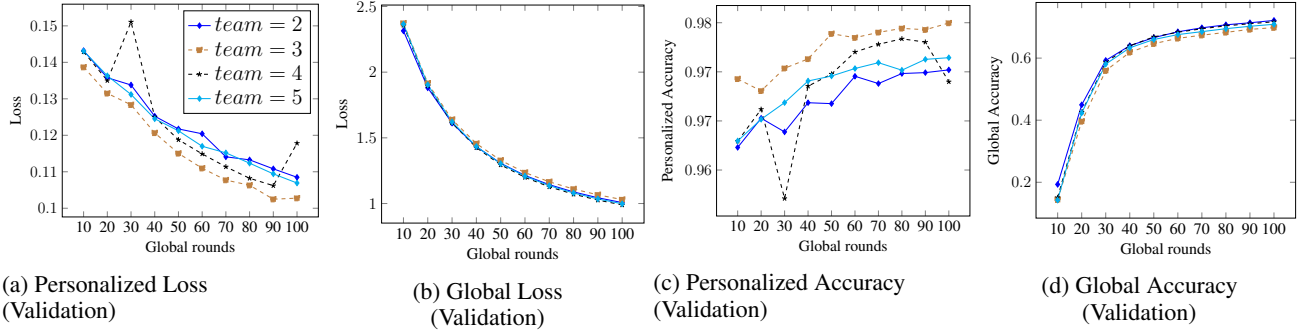 0.15
0.14
0.13
0.12
0.11
0.1
Loss
team = 2
team = 3
team = 4
team = 5
10 20 30 40 50 60 70 80 90 100
Global rounds
(a) Personalized Loss
(Validation)
2.5
2
1.5
1
Loss
10 20 30 40 50 60 70 80 90 100
Global rounds
(b) Global Loss
(Validation)
0.98
0.97
0.97
0.96
Personalized Accuracy
10 20 30 40 50 60 70 80 90 100
Global rounds
(c) Personalized Accuracy
(Validation)
0.6
0.4
0.2
Global Accuracy
10 20 30 40 50 60 70 80 90 100
Global rounds
(d) Global Accuracy
(Validation)